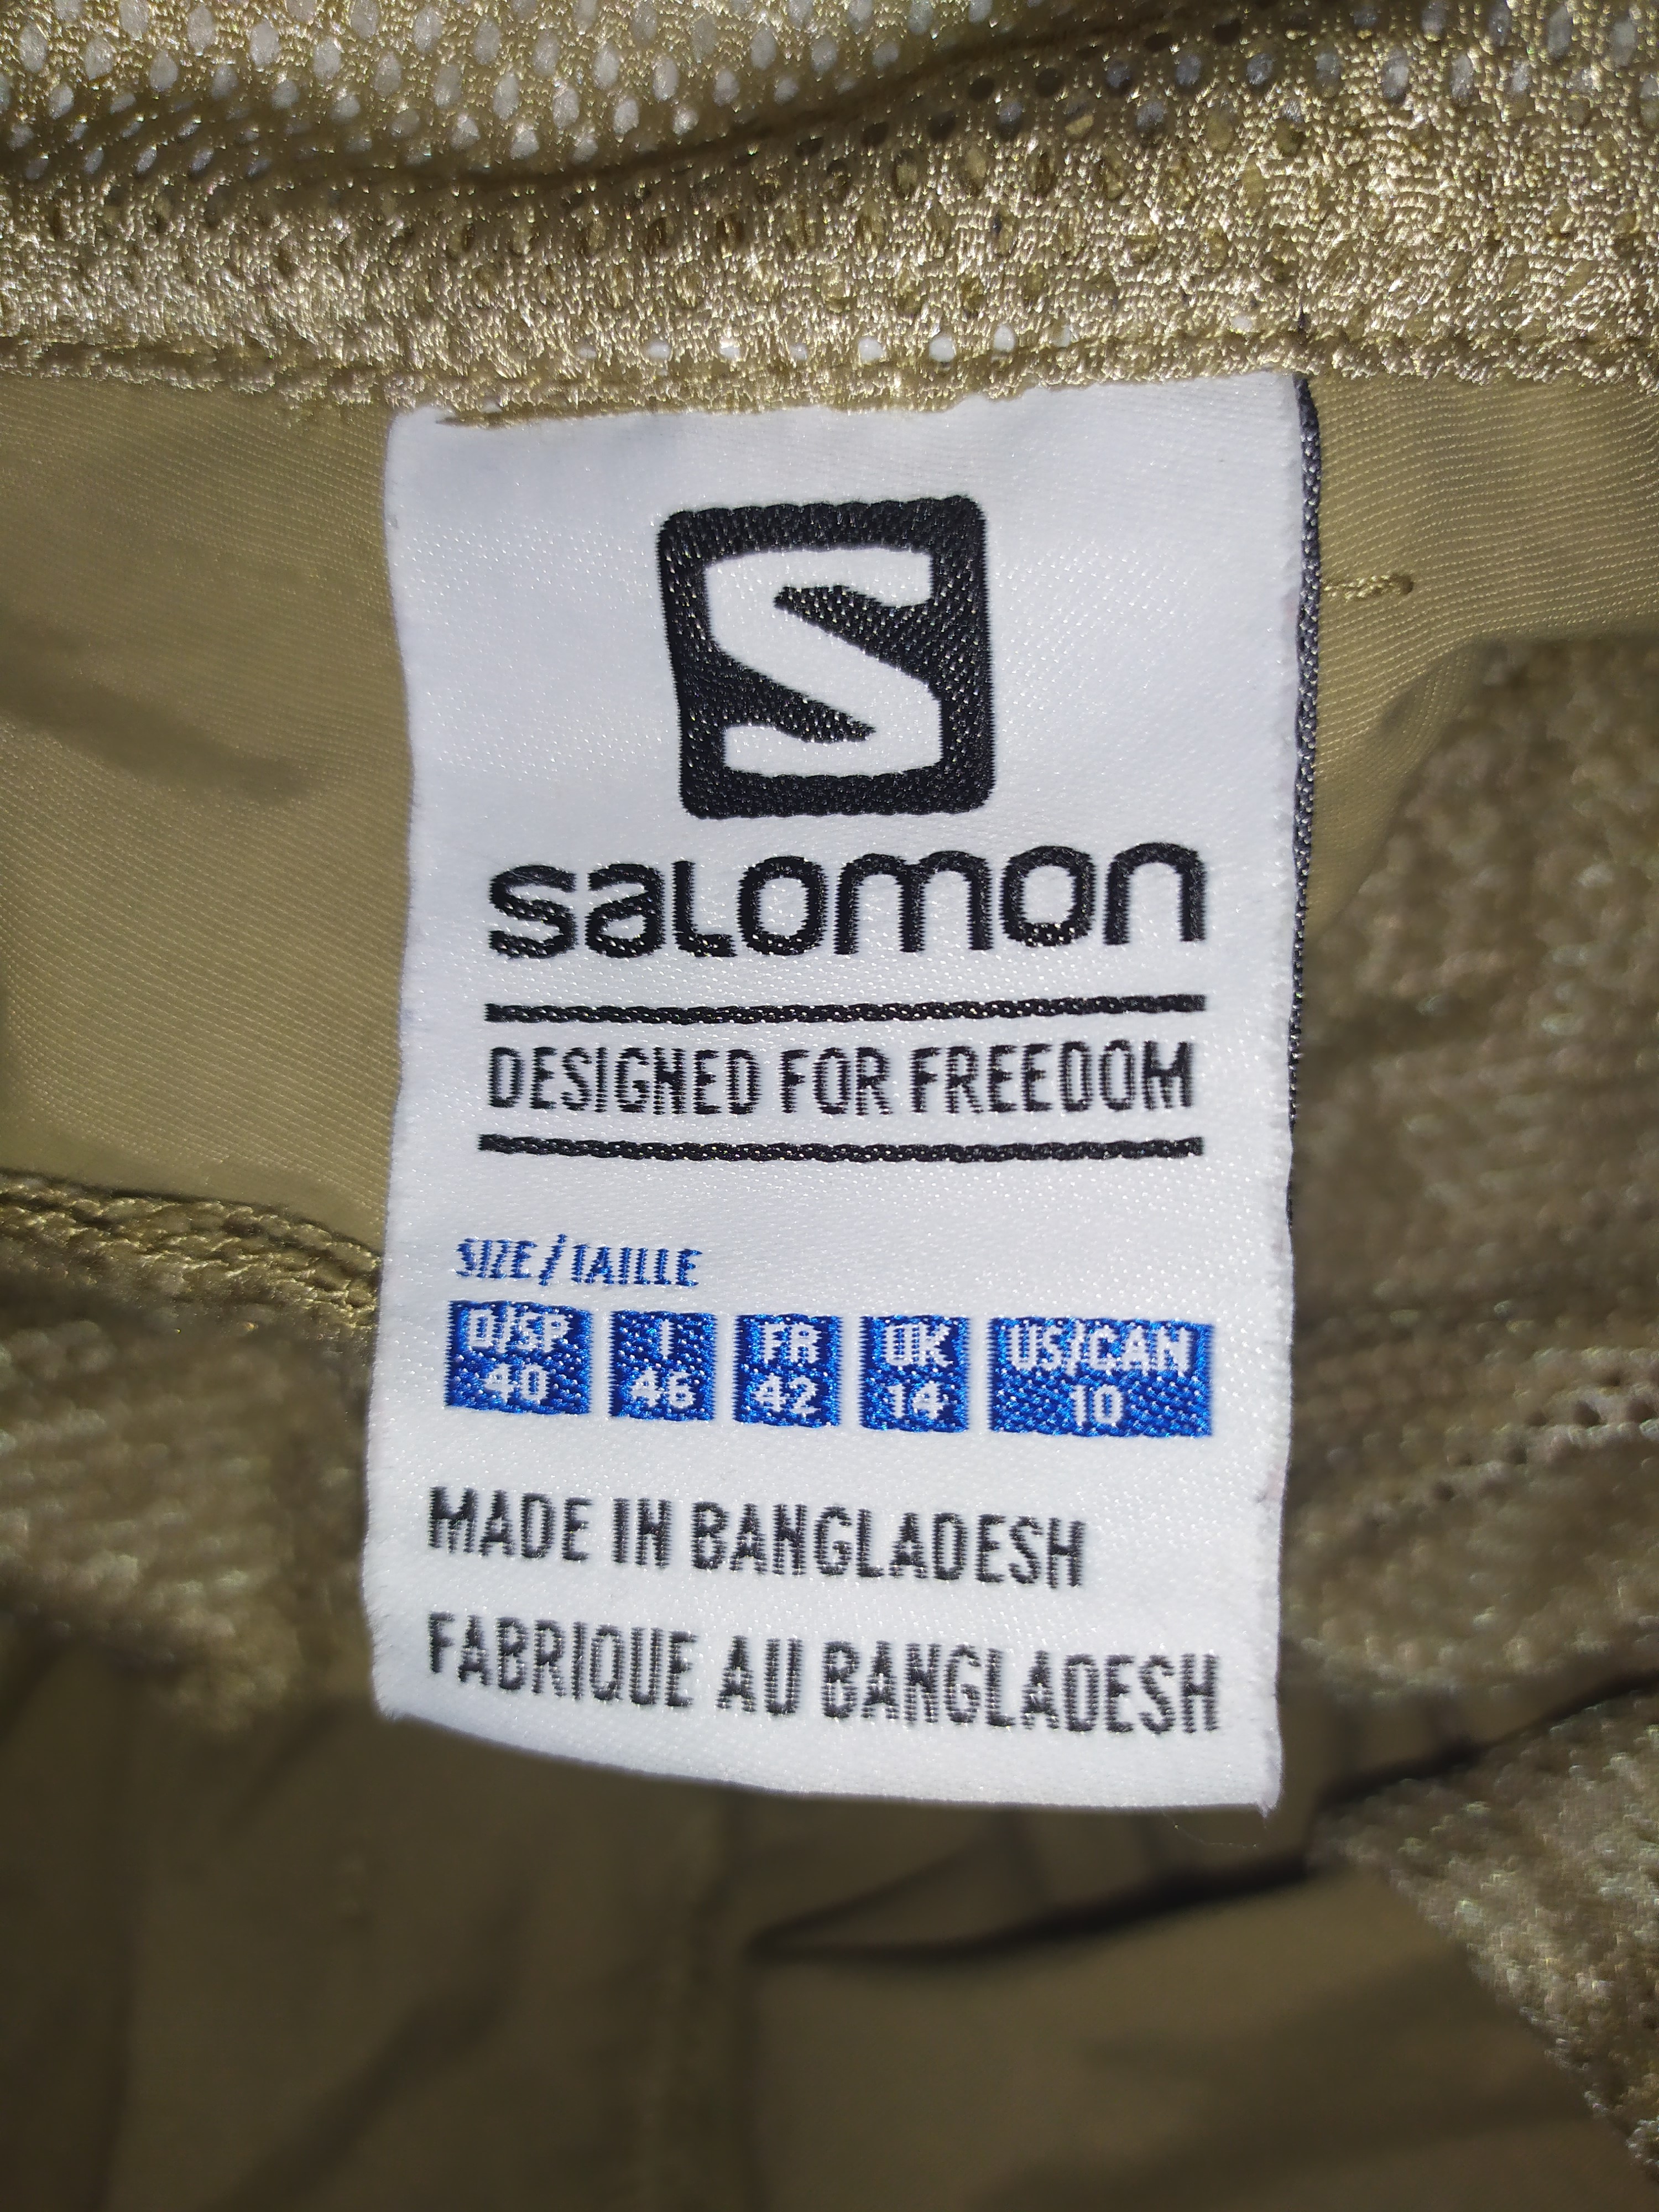 S
salomon
DESIGNED FOR FREEDOM
SIZE/TAILLE
D/SP I FR UK US/CAN
40 46 42 14 10
MADE IN BANGLADESH
FABRIQUE AU BANGLADESH